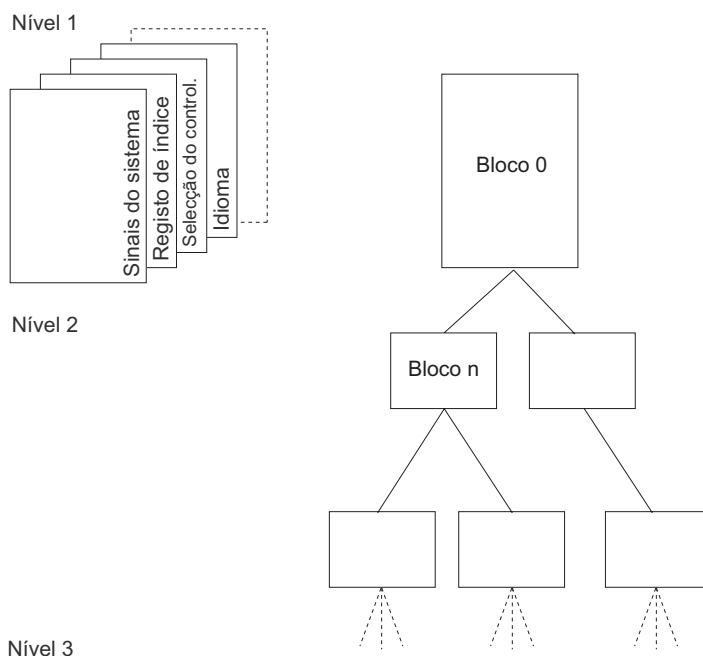 Nível 1
Sinais do sistema
Registo de índice
Selecção do control.
Idioma
Bloco 0
Nível 2
Bloco n
Nível 3